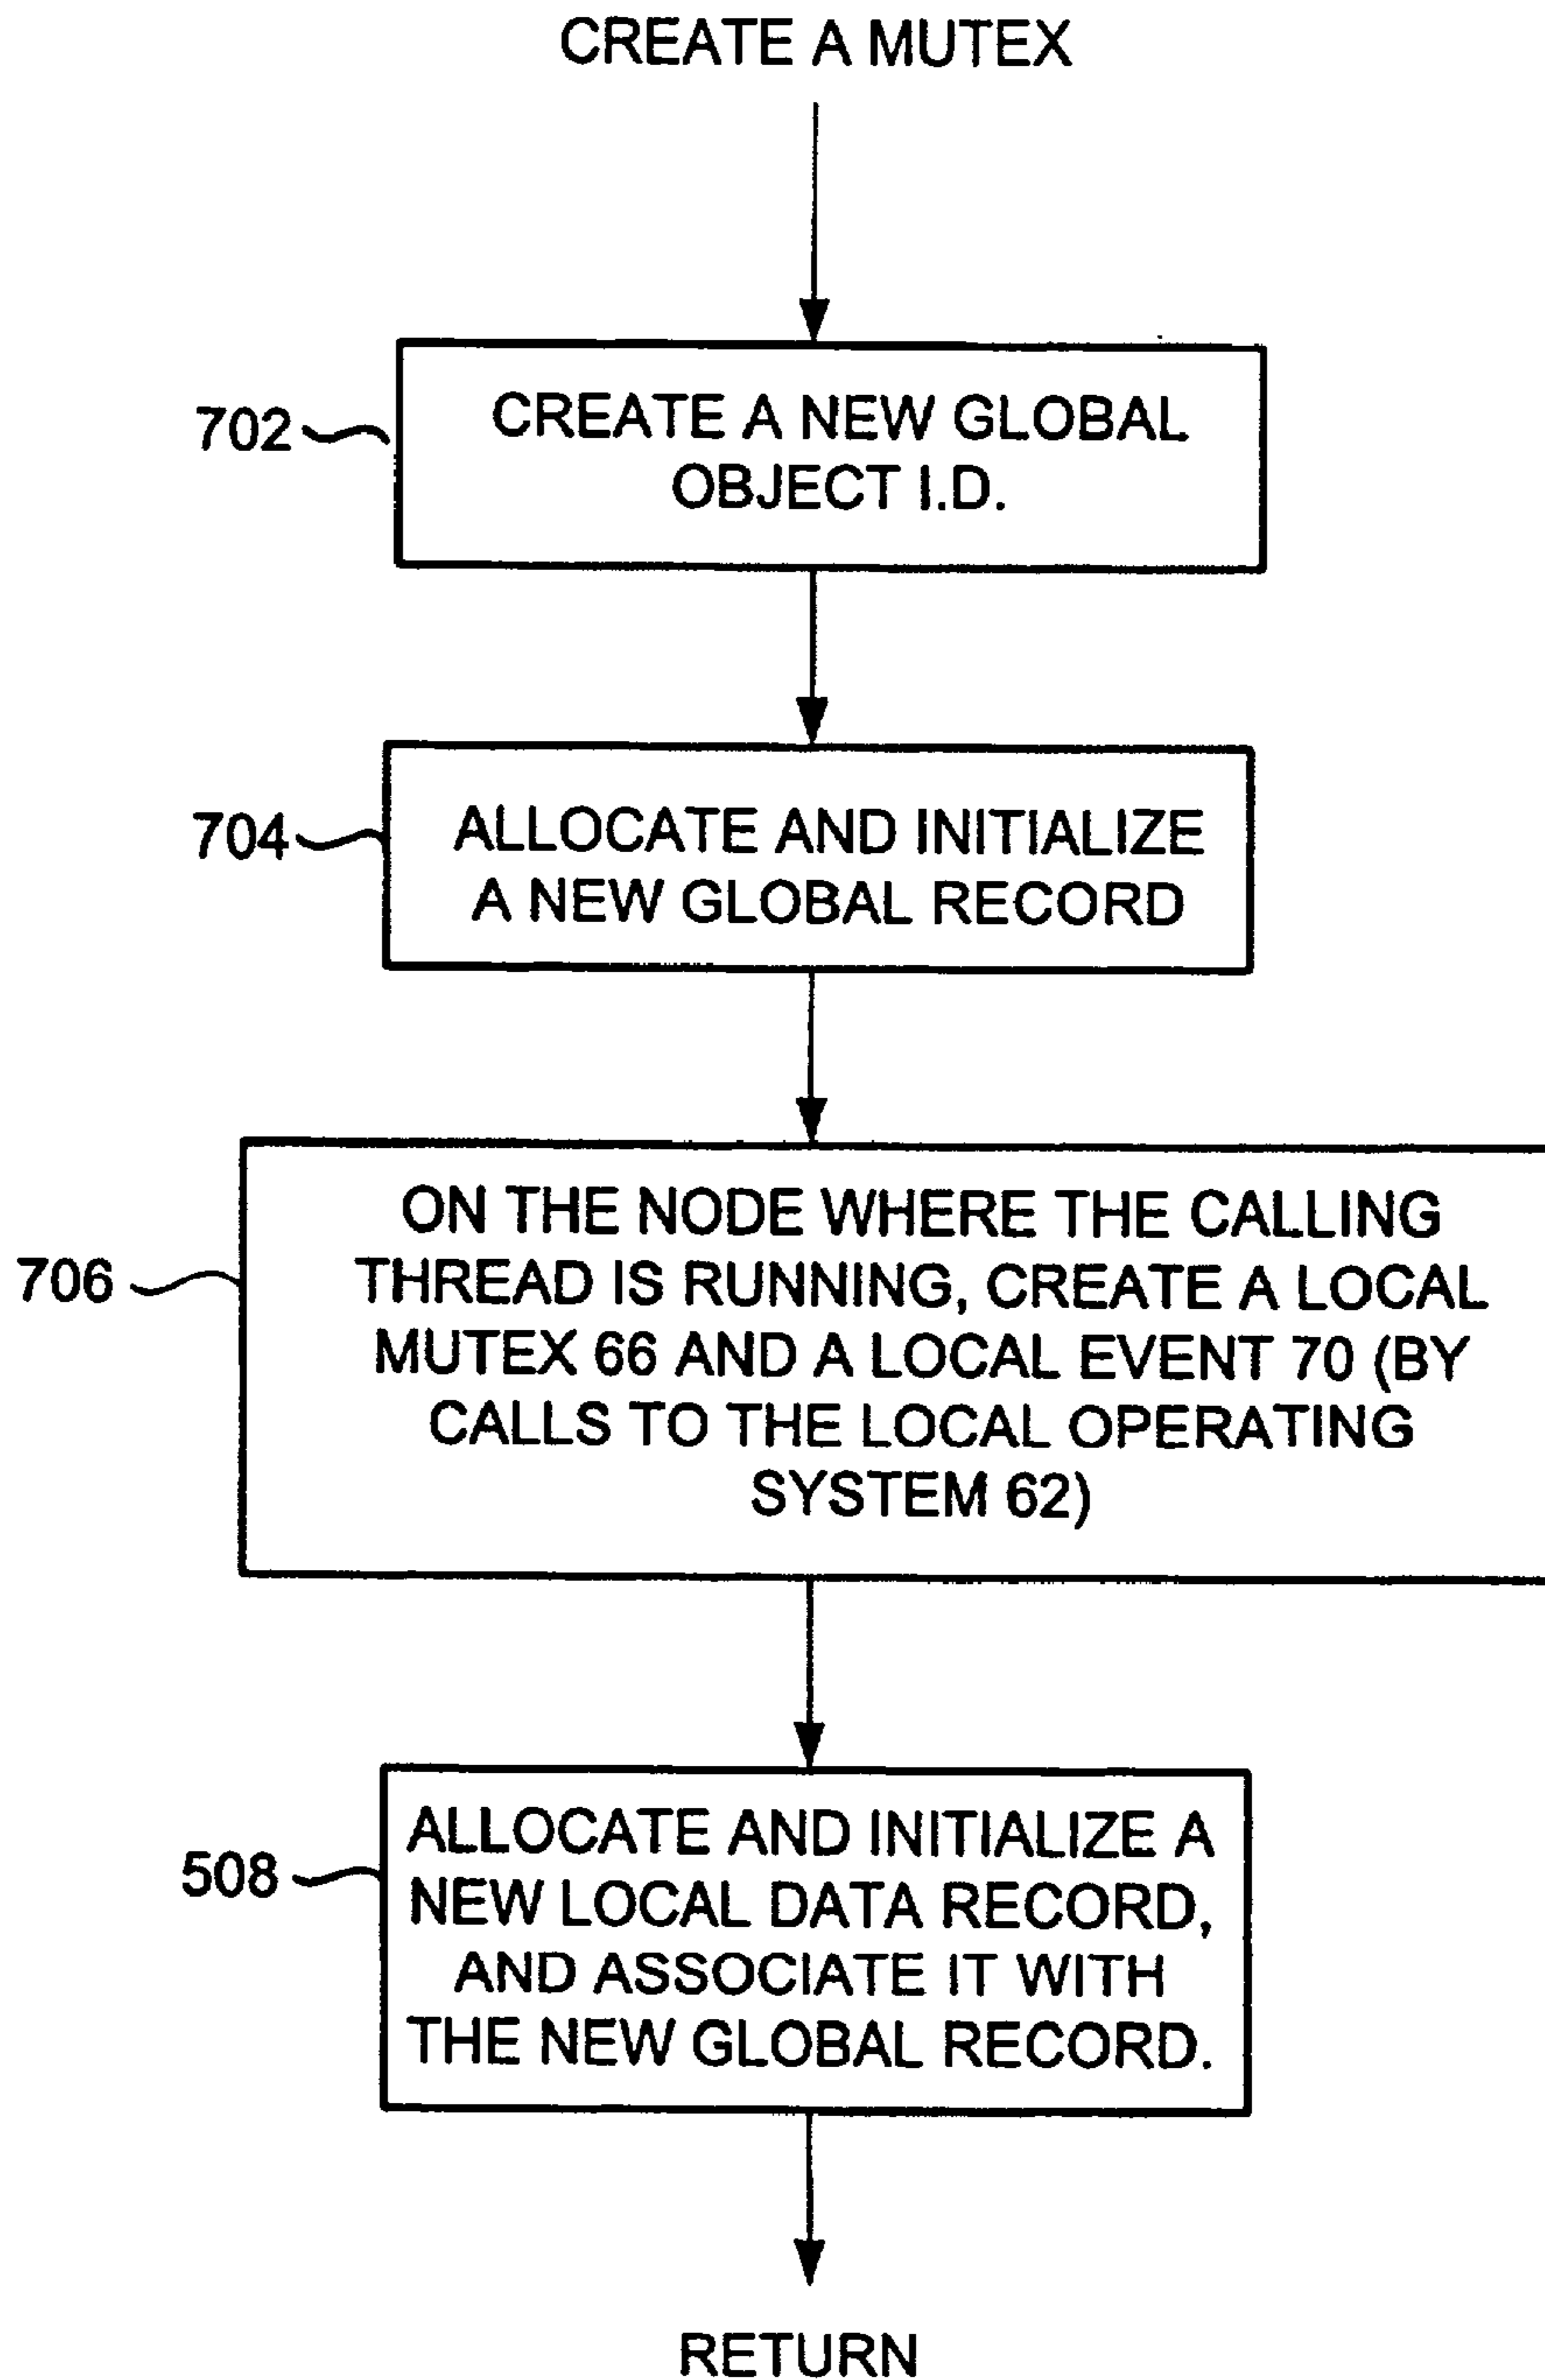 CREATE A MUTEX
702
CREATE A NEW GLOBAL
OBJECT I.D.
704
ALLOCATE AND INITIALIZE
A NEW GLOBAL RECORD
706
ON THE NODE WHERE THE CALLING
THREAD IS RUNNING, CREATE A LOCAL
MUTEX 66 AND A LOCAL EVENT 70 (BY
CALLS TO THE LOCAL OPERATING
SYSTEM 62)
508
ALLOCATE AND INITIALIZE A
NEW LOCAL DATA RECORD,
AND ASSOCIATE IT WITH
THE NEW GLOBAL RECORD.
RETURN